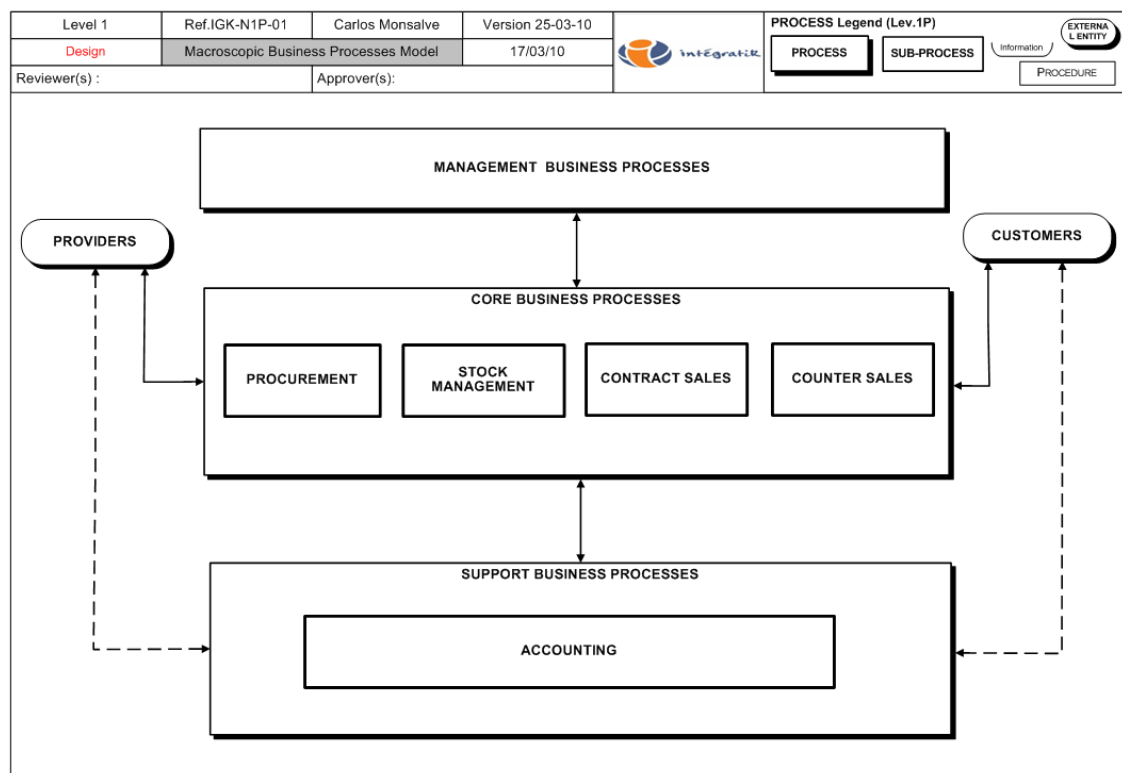 Level 1
Ref.IGK-N1P-01
Carlos Monsalve
Version 25-03-10
Design
Macroscopic Business Processes Model
17/03/10
Reviewer(s) :
Approver(s):
intégratik
PROCESS Legend (Lev.1P)
PROCESS
SUB-PROCESS
Information
EXTERNA
L ENTITY
PROCEDURE
MANAGEMENT BUSINESS PROCESSES
PROVIDERS
CUSTOMERS
CORE BUSINESS PROCESSES
PROCUREMENT
STOCK
MANAGEMENT
CONTRACT SALES
COUNTER SALES
SUPPORT BUSINESS PROCESSES
ACCOUNTING